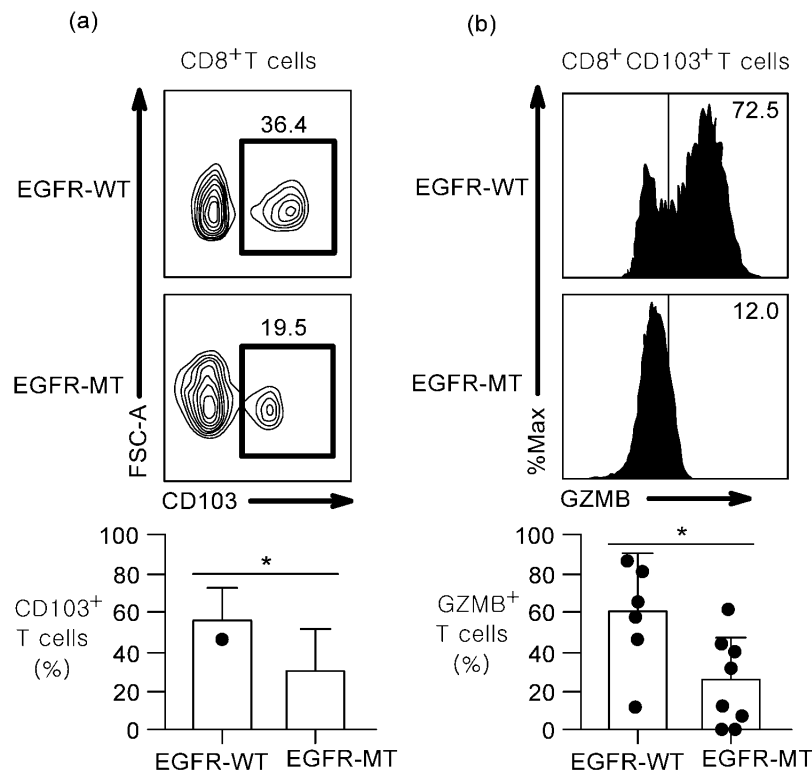 (a)
CD8+ T cells
EGFR-WT
36.4
EGFR-MT
19.5
FSC-A
CD103
100
80
60
40
20
0
CD103+
T cells
(%)
*
EGFR-WT
EGFR-MT
(b)
CD8+ CD103+ T cells
EGFR-WT
72.5
EGFR-MT
12.0
%Max
GZMB
100
80
60
40
20
0
GZMB+
T cells
(%)
*
EGFR-WT
EGFR-MT